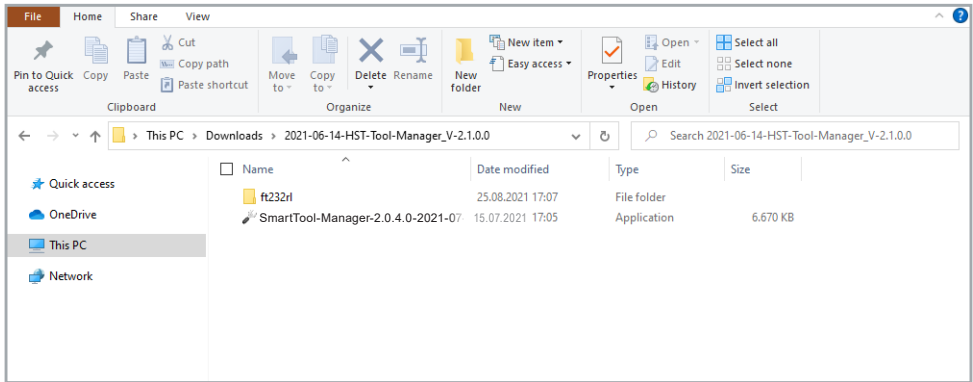 File Home Share View
Pin to Quick access
Copy
Paste
Cut
Copy path
Paste shortcut
Clipboard
Move to
Copy to
Delete
Rename
Organize
New folder
New item
Easy access
New
Properties
Open
Edit
History
Open
Select all
Select none
Invert selection
Select
This PC > Downloads > 2021-06-14-HST-Tool-Manager_V-2.1.0.0
Search 2021-06-14-HST-Tool-Manager_V-2.1.0.0
Name Date modified Type Size
Quick access
OneDrive
This PC
Network
ft232rl 25.08.2021 17:07 File folder
SmartTool-Manager-2.0.4.0-2021-07- 15.07.2021 17:05 Application 6.670 KB